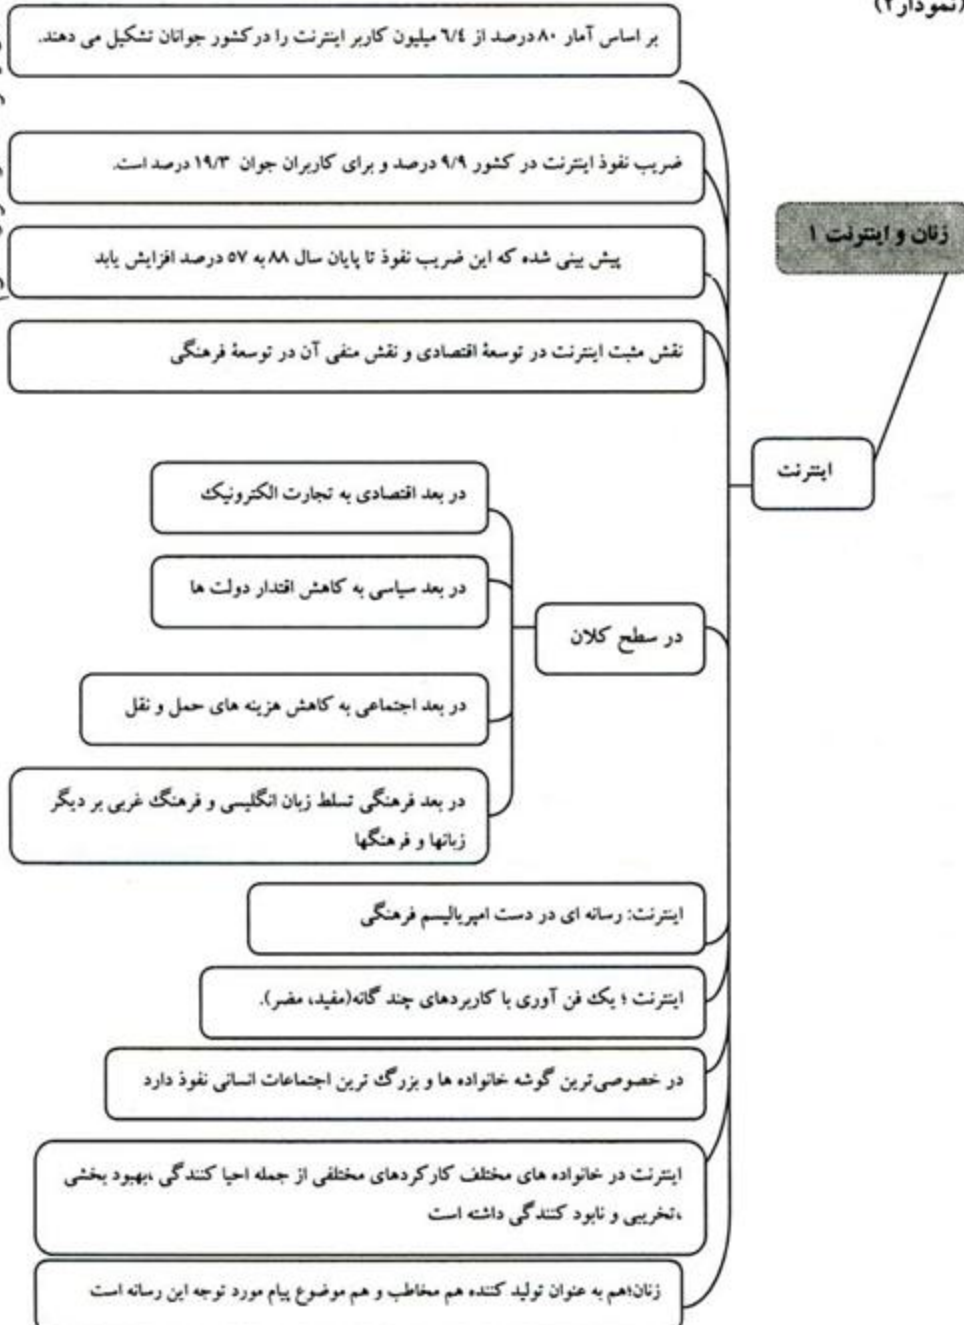 (نمودار۲)
بر اساس آمار ۸۰ درصد از ٦/٤ میلیون کاربر اینترنت را درکشور جوانان تشکیل می دهند.
ضریب نفوذ اینترنت در کشور ۹/۹ درصد و برای کاربران جوان ۱۹/۳ درصد است.
زنان و اینترنت ۱
پیش بینی شده که این ضریب نفوذ تا پایان سال ۸۸ به ۵۷ درصد افزایش یابد
نقش مثبت اینترنت در توسعۀ اقتصادی و نقش منفی آن در توسعۀ فرهنگی
اینترنت
در سطح کلان
در بعد اقتصادی به تجارت الکترونیک
در بعد سیاسی به کاهش اقتدار دولت ها
در بعد اجتماعی به کاهش هزینه های حمل و نقل
در بعد فرهنگی تسلط زبان انگلیسی و فرهنگ غربی بر دیگر
زبانها و فرهنگها
اینترنت: رسانه ای در دست امپریالیسم فرهنگی
اینترنت ؛ یک فن آوری با کاربردهای چند گانه(مفید، مضر).
در خصوصی‌ترین گوشه خانواده ها و بزرگ ترین اجتماعات انسانی نفوذ دارد
اینترنت در خانواده های مختلف کارکردهای مختلفی از جمله احیا کنندگی ،بهبود بخشی
،تخریبی و نابود کنندگی داشته است
زنان؛هم به عنوان تولید کننده هم مخاطب و هم موضوع پیام مورد توجه این رسانه است